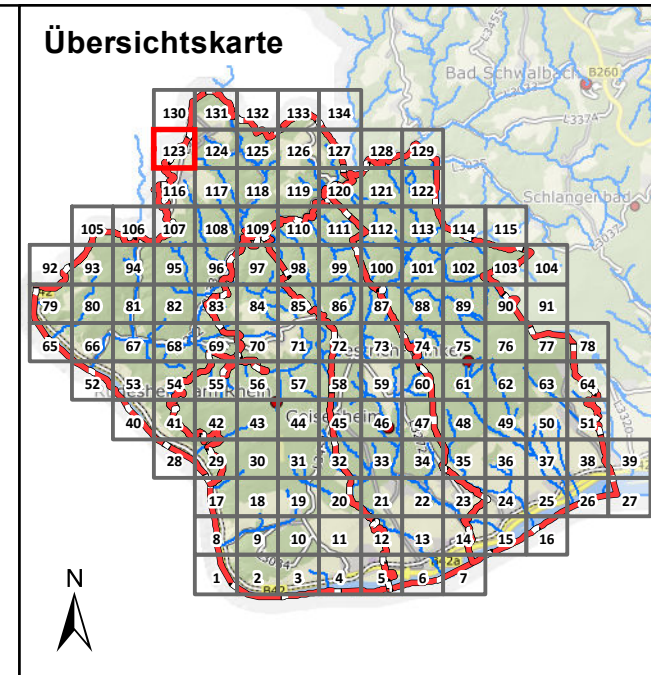 Übersichtskarte
L3455
Bad Schwalbach
B260
L3374
130 131 132 133 134
123 124 125 126 127 128 129
L3035
116 117 118 119 120 121 122
Schlangenbad
L3037
105 106 107 108 109 110 111 112 113 114 115
92 93 94 95 96 97 98 99 100 101 102 103 104
79 80 81 82 83 84 85 86 87 88 89 90 91
65 66 67 68 69 70 71 72 73 74 75 76 77 78
52 53 54 55 56 57 58 59 60 61 62 63 64
L3320
40 41 42 43 44 45 46 47 48 49 50 51
28 29 30 31 32 33 34 35 36 37 38 39
17 18 19 20 21 22 23 24 25 26 27
8 9 10 11 12 13 14 15 16
L3034
B42a
1 2 3 4 5 6 7
B42
N